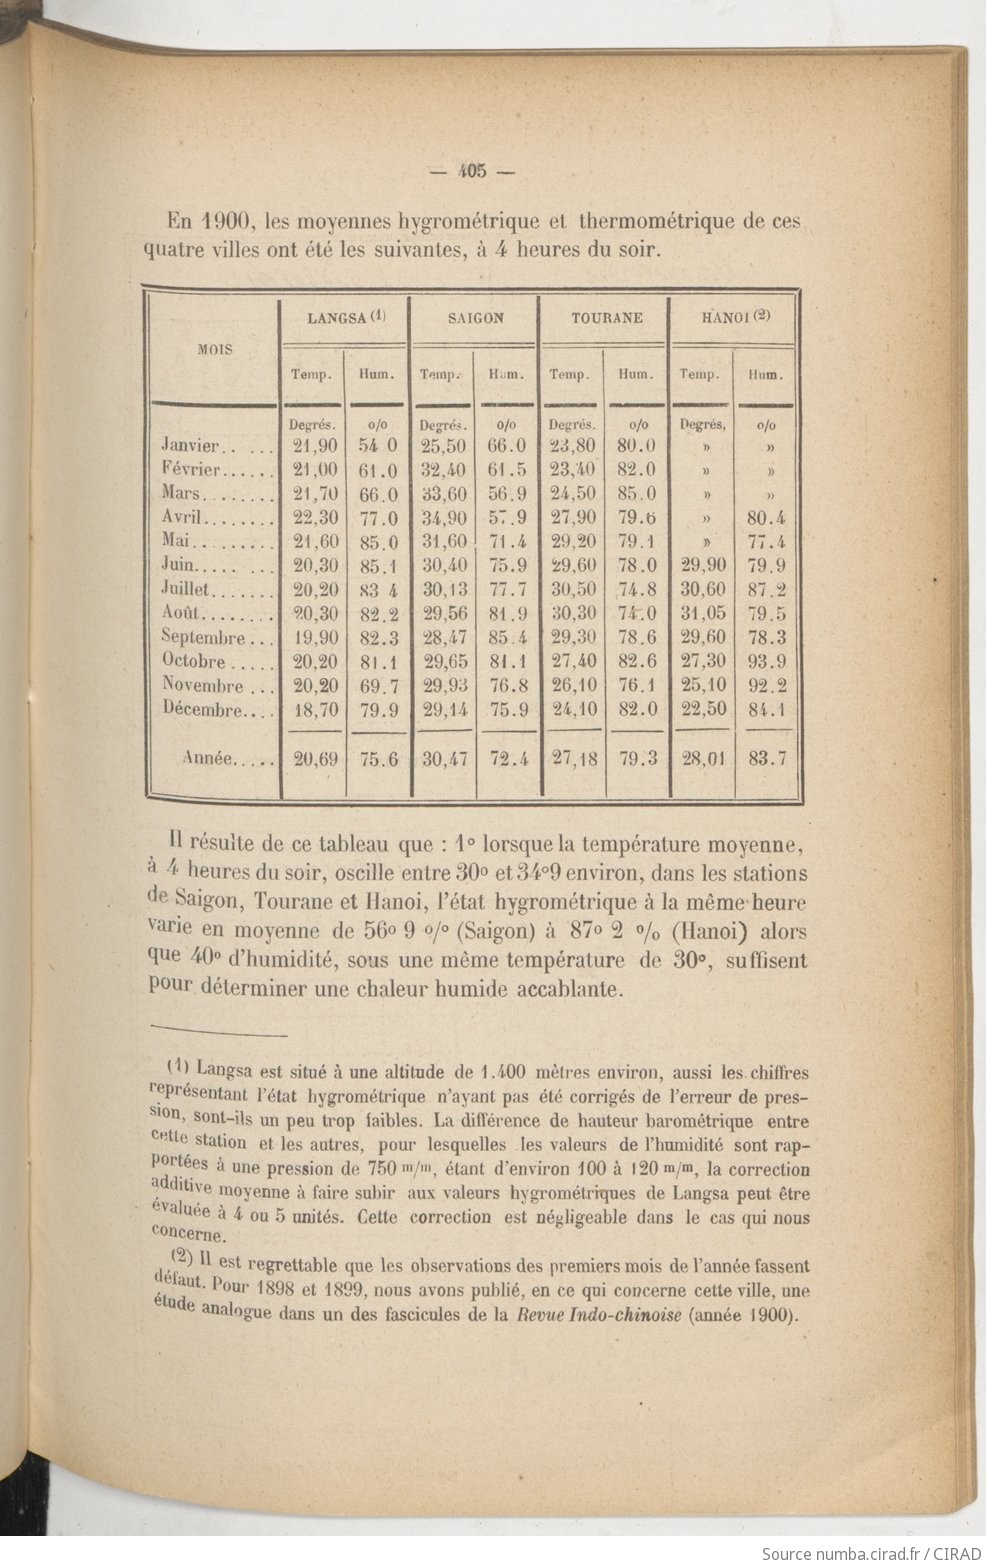 — 405 —
En 1900, les moyennes hygrométrique et thermométrique de ces
quatre villes ont été les suivantes, à 4 heures du soir.
MOIS LANGSA (1) SAIGON TOURANE HANOI (2)
Temp. Hum. Temp. Hum. Temp. Hum. Temp. Hum.
Degrés. o/o Degrés. o/o Degrés. o/o Degrés, o/o
Janvier.. ... 21,90 54 0 25,50 66.0 23,80 80.0 » »
Février...... 21,00 61.0 32,40 61.5 23,40 82.0 » »
Mars........ 21,70 66.0 33,60 56.9 24,50 85.0 » »
Avril........ 22,30 77.0 34,90 57.9 27,90 79.6 » 80.4
Mai......... 21,60 85.0 31,60 71.4 29,20 79.1 » 77.4
Juin..... ... 20,30 85.1 30,40 75.9 29,60 78.0 29,90 79.9
Juillet....... 20,20 83 4 30,13 77.7 30,50 74.8 30,60 87.2
Août........ 20,30 82.2 29,56 81.9 30,30 74.0 31,05 79.5
Septembre... 19,90 82.3 28,47 85.4 29,30 78.6 29,60 78.3
Octobre..... 20,20 81.1 29,65 81.1 27,40 82.6 27,30 93.9
Novembre ... 20,20 69.7 29,93 76.8 26,10 76.1 25,10 92.2
Décembre.... 18,70 79.9 29,14 75.9 24,10 82.0 22,50 84.1
Année..... 20,69 75.6 30,47 72.4 27,18 79.3 28,01 83.7
Il résulte de ce tableau que : 1º lorsque la température moyenne,
à 4 heures du soir, oscille entre 30º et 34º9 environ, dans les stations
de Saigon, Tourane et Hanoi, l'état hygrométrique à la même heure
varie en moyenne de 56º 9 o/o (Saigon) à 87º 2 o/o (Hanoi) alors
que 40º d'humidité, sous une même température de 30º, suffisent
pour déterminer une chaleur humide accablante.
(1) Langsa est situé à une altitude de 1.400 mètres environ, aussi les chiffres
représentant l'état hygrométrique n'ayant pas été corrigés de l'erreur de pres-
sion, sont-ils un peu trop faibles. La différence de hauteur barométrique entre
cette station et les autres, pour lesquelles les valeurs de l'humidité sont rap-
portées à une pression de 750 m/m, étant d'environ 100 à 120 m/m, la correction
additive moyenne à faire subir aux valeurs hygrométriques de Langsa peut être
évaluée à 4 ou 5 unités. Cette correction est négligeable dans le cas qui nous
concerne.
(2) Il est regrettable que les observations des premiers mois de l'année fassent
défaut. Pour 1898 et 1899, nous avons publié, en ce qui concerne cette ville, une
étude analogue dans un des fascicules de la Revue Indo-chinoise (année 1900).
Source numba.cirad.fr / CIRAD